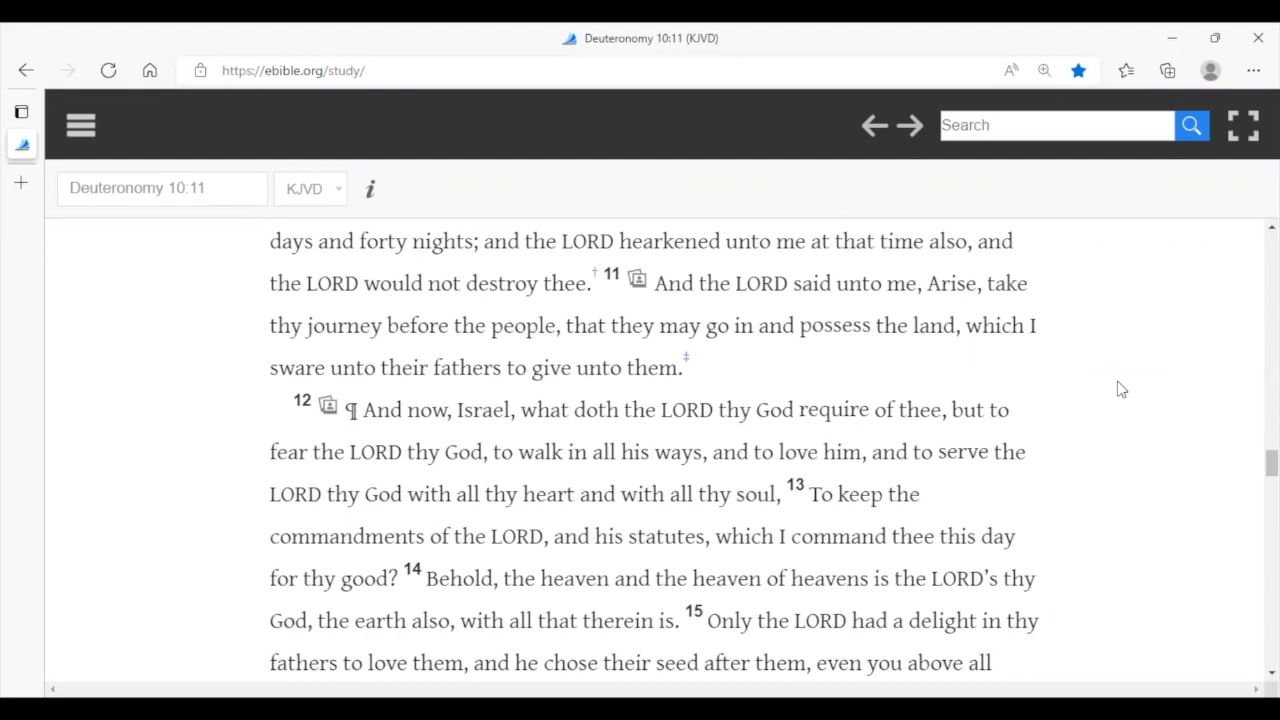 Deuteronomy 10:11 (KJVD)
https://ebible.org/study/
Search
Deuteronomy 10:11 KJVD i
days and forty nights; and the LORD hearkened unto me at that time also, and
the LORD would not destroy thee.† 11 And the LORD said unto me, Arise, take
thy journey before the people, that they may go in and possess the land, which I
sware unto their fathers to give unto them.‡
12 ¶ And now, Israel, what doth the LORD thy God require of thee, but to
fear the LORD thy God, to walk in all his ways, and to love him, and to serve the
LORD thy God with all thy heart and with all thy soul, 13 To keep the
commandments of the LORD, and his statutes, which I command thee this day
for thy good? 14 Behold, the heaven and the heaven of heavens is the LORD’s thy
God, the earth also, with all that therein is. 15 Only the LORD had a delight in thy
fathers to love them, and he chose their seed after them, even you above all